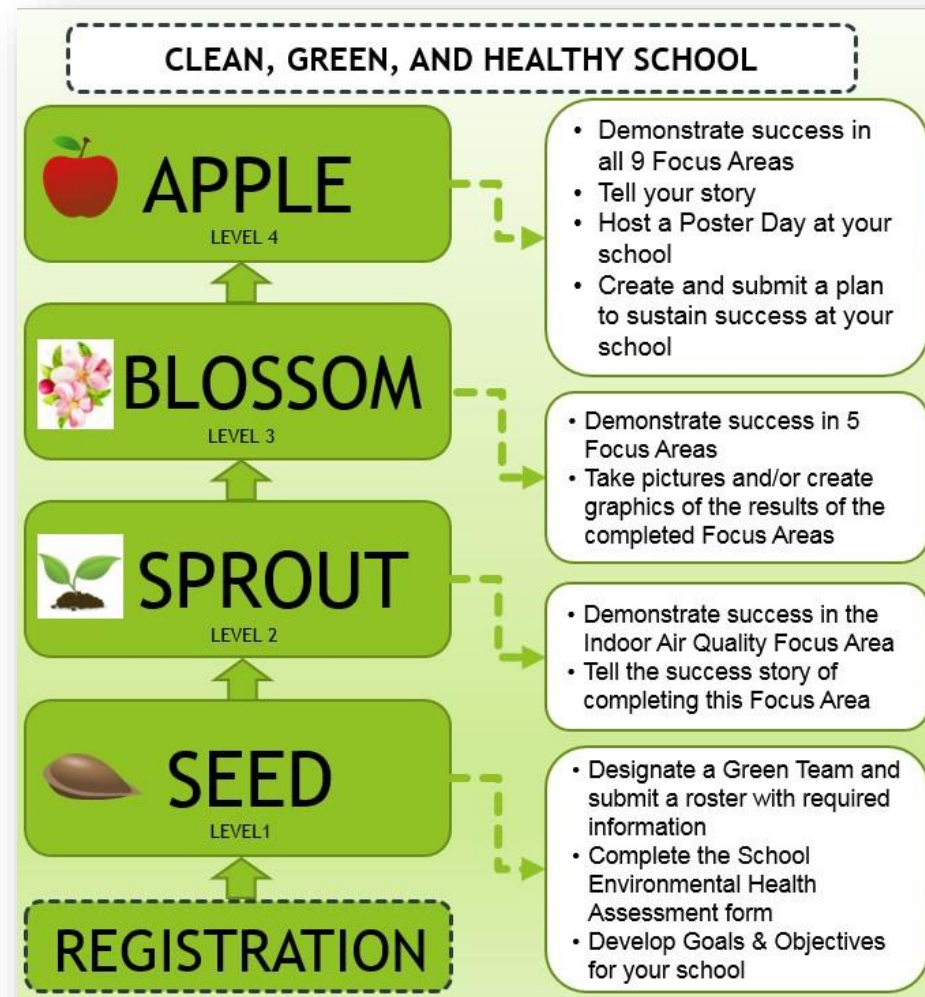 CLEAN, GREEN, AND HEALTHY SCHOOL
APPLE
LEVEL 4
• Demonstrate success in
all 9 Focus Areas
• Tell your story
• Host a Poster Day at your
school
• Create and submit a plan
to sustain success at your
school
BLOSSOM
LEVEL 3
• Demonstrate success in 5
Focus Areas
• Take pictures and/or create
graphics of the results of the
completed Focus Areas
SPROUT
LEVEL 2
• Demonstrate success in the
Indoor Air Quality Focus Area
• Tell the success story of
completing this Focus Area
SEED
LEVEL1
• Designate a Green Team and
submit a roster with required
information
• Complete the School
Environmental Health
Assessment form
• Develop Goals & Objectives
for your school
REGISTRATION